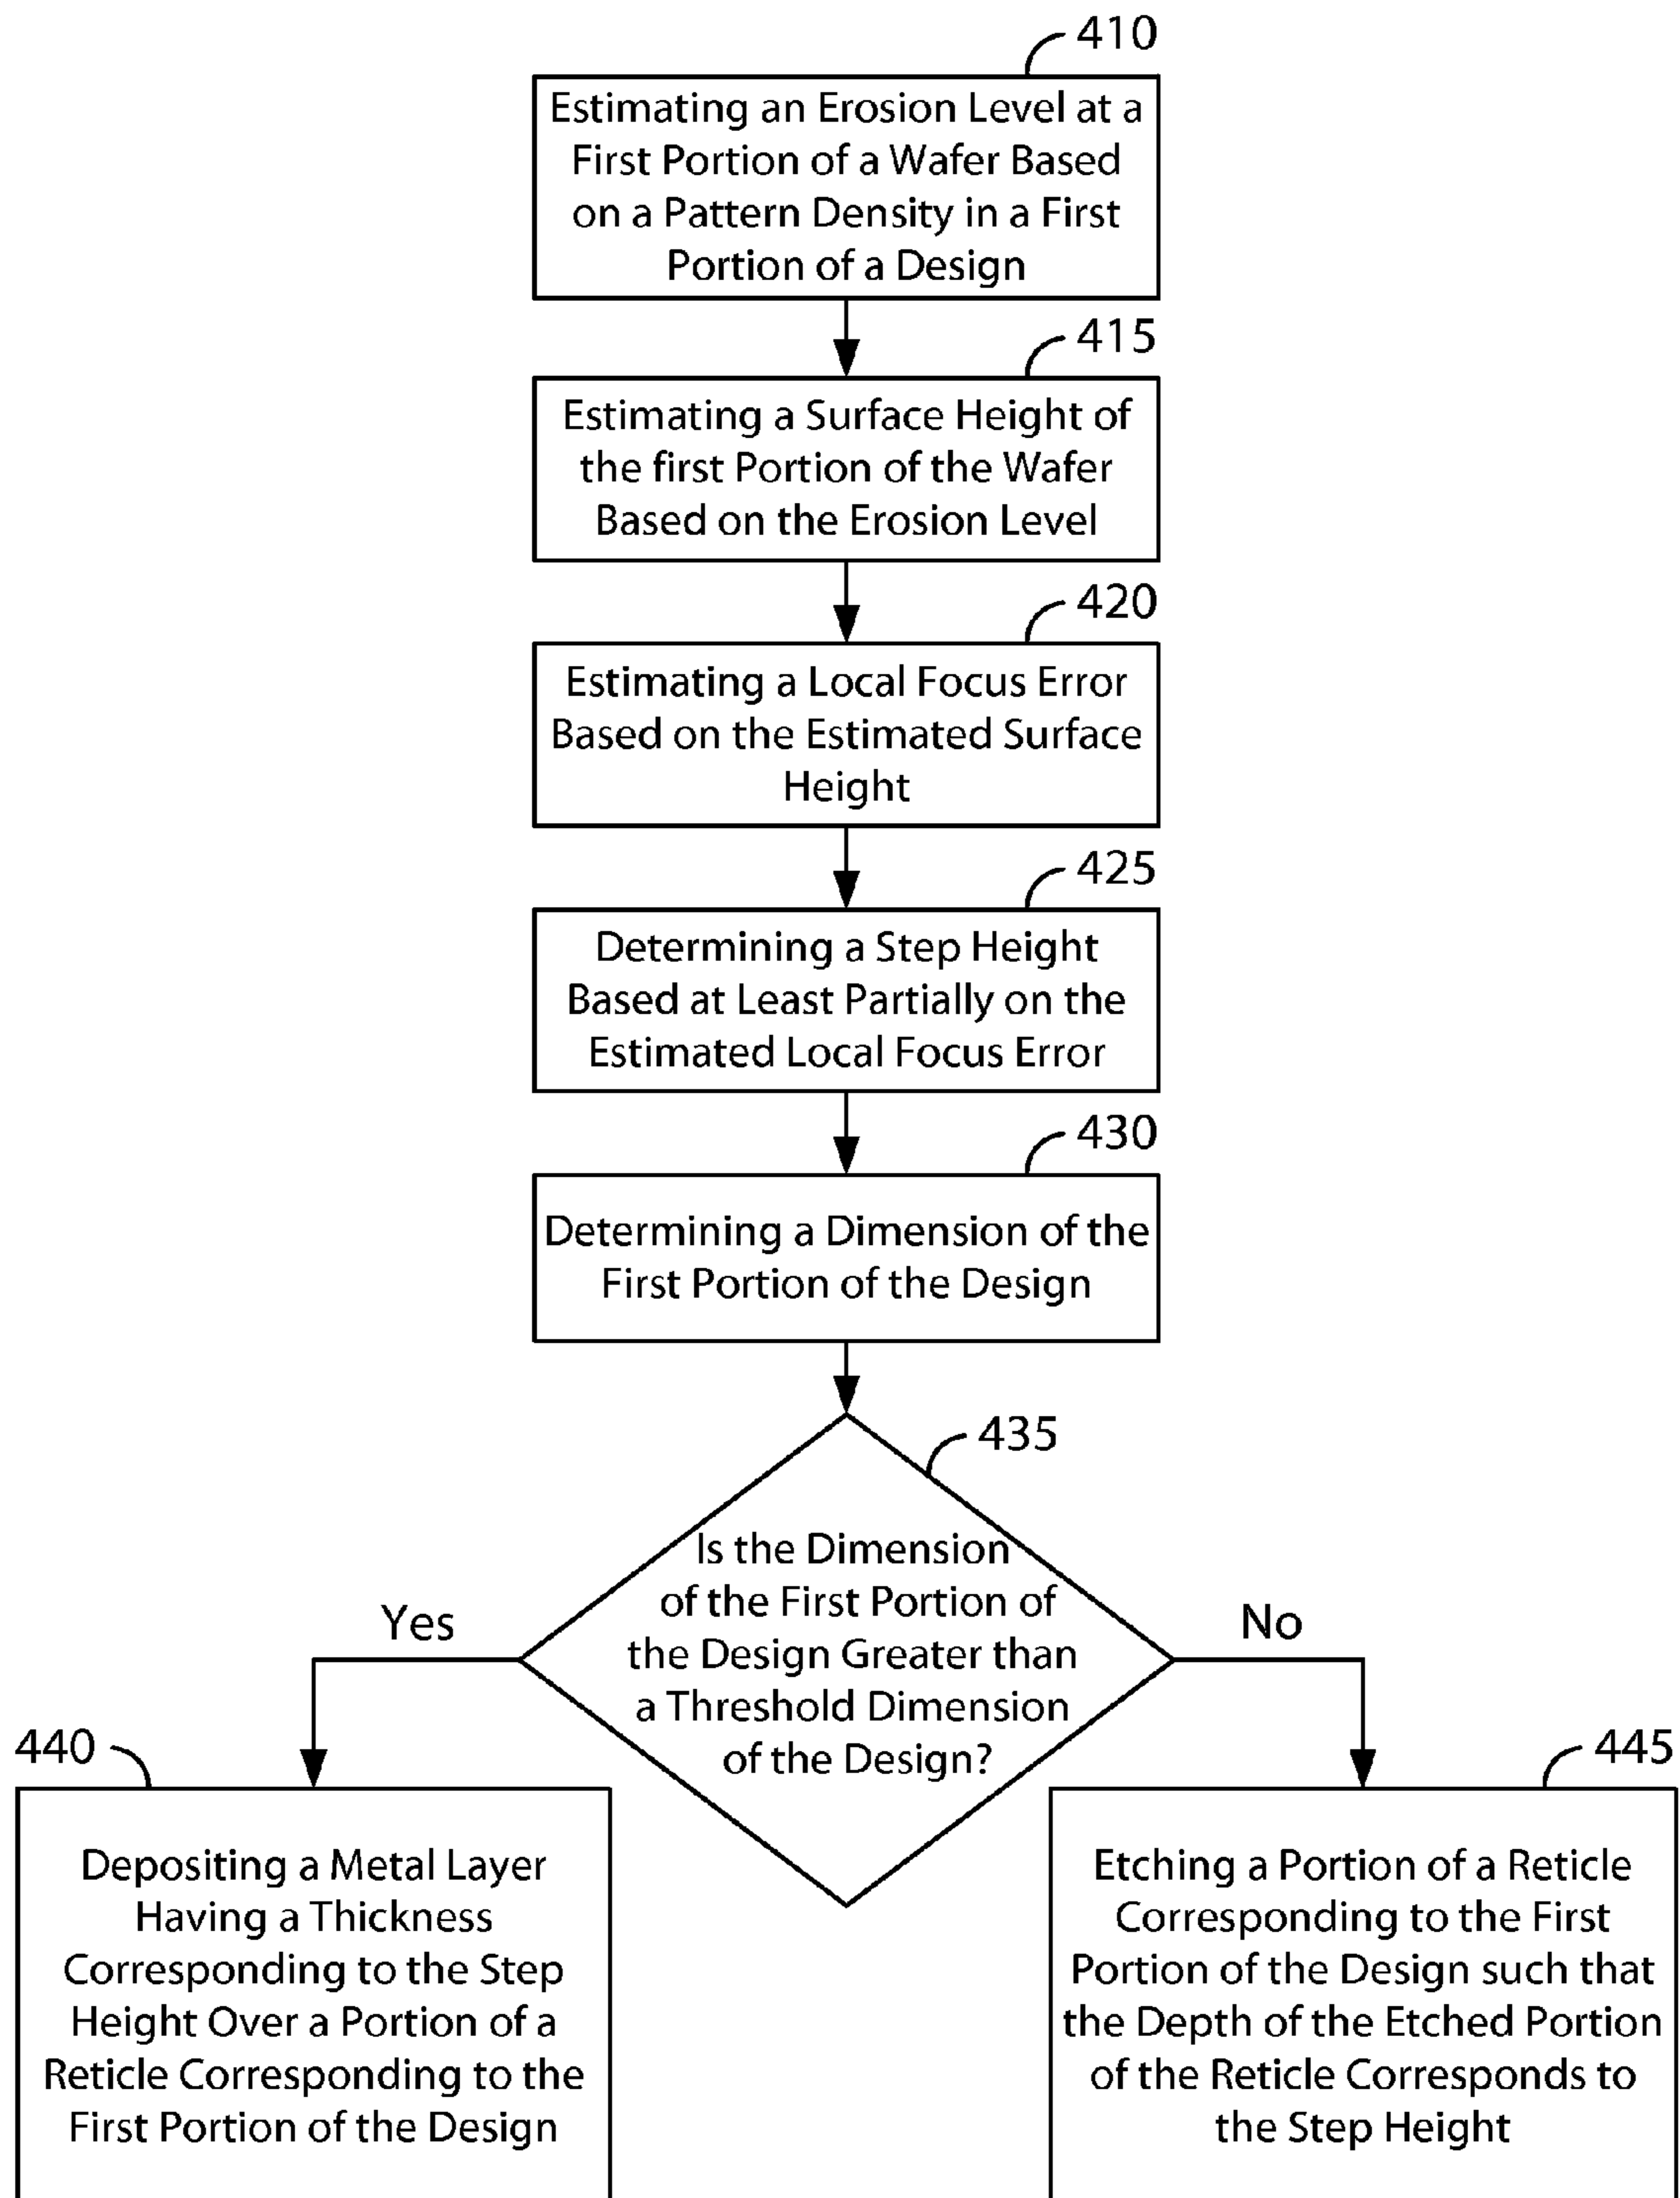 410
Estimating an Erosion Level at a
First Portion of a Wafer Based
on a Pattern Density in a First
Portion of a Design
415
Estimating a Surface Height of
the first Portion of the Wafer
Based on the Erosion Level
420
Estimating a Local Focus Error
Based on the Estimated Surface
Height
425
Determining a Step Height
Based at Least Partially on the
Estimated Local Focus Error
430
Determining a Dimension of the
First Portion of the Design
435
Is the Dimension
of the First Portion of
the Design Greater than
a Threshold Dimension
of the Design?
Yes
No
440
Depositing a Metal Layer
Having a Thickness
Corresponding to the Step
Height Over a Portion of a
Reticle Corresponding to the
First Portion of the Design
445
Etching a Portion of a Reticle
Corresponding to the First
Portion of the Design such that
the Depth of the Etched Portion
of the Reticle Corresponds to
the Step Height